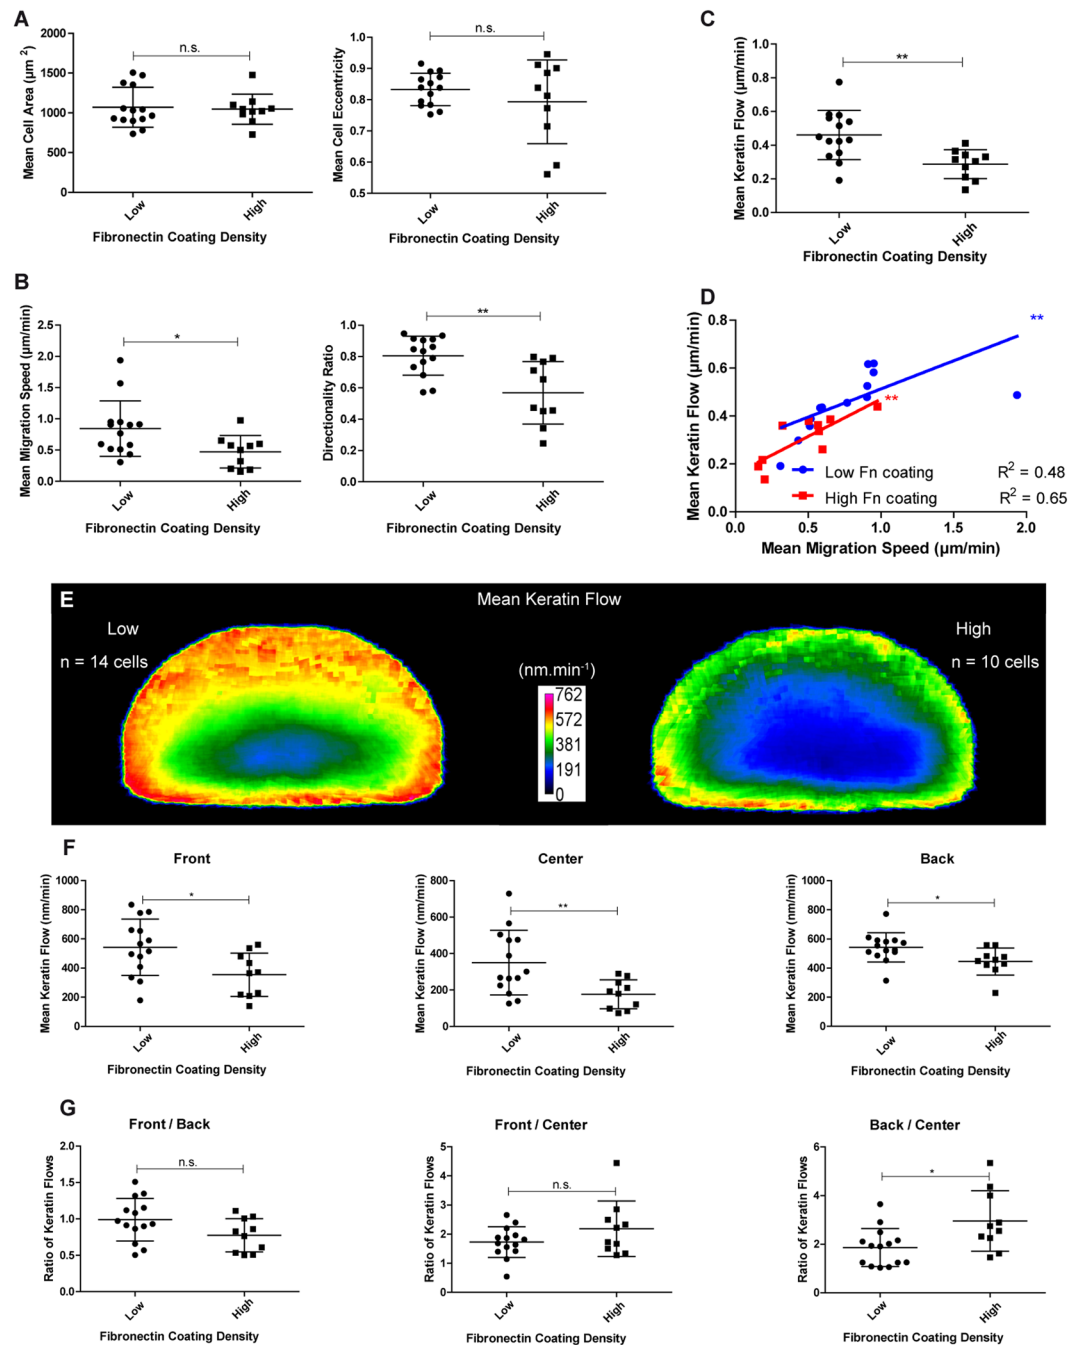 A
n.s.
Mean Cell Area (µm ²)
2000
1500
1000
500
0
Low
High
Fibronectin Coating Density
n.s.
Mean Cell Eccentricity
1.0
0.9
0.8
0.7
0.6
0.5
Low
High
Fibronectin Coating Density
C
**
Mean Keratin Flow (µm/min)
1.0
0.8
0.6
0.4
0.2
0.0
Low
High
Fibronectin Coating Density
B
*
Mean Migration Speed (µm/min)
2.5
2.0
1.5
1.0
0.5
0.0
Low
High
Fibronectin Coating Density
**
Directionality Ratio
1.0
0.8
0.6
0.4
0.2
0.0
Low
High
Fibronectin Coating Density
D
**
**
Mean Keratin Flow (µm/min)
0.8
0.6
0.4
0.2
0.0
Low Fn coating R² = 0.48
High Fn coating R² = 0.65
0.0 0.5 1.0 1.5 2.0
Mean Migration Speed (µm/min)
E
Mean Keratin Flow
Low
n = 14 cells
High
n = 10 cells
(nm.min⁻¹)
762
572
381
191
0
F
Front
*
Mean Keratin Flow (nm/min)
1000
800
600
400
200
0
Low
High
Fibronectin Coating Density
Center
**
Mean Keratin Flow (nm/min)
800
600
400
200
0
Low
High
Fibronectin Coating Density
Back
*
Mean Keratin Flow (nm/min)
1000
800
600
400
200
0
Low
High
Fibronectin Coating Density
G
Front / Back
n.s.
Ratio of Keratin Flows
2.0
1.5
1.0
0.5
0.0
Low
High
Fibronectin Coating Density
Front / Center
n.s.
Ratio of Keratin Flows
5
4
3
2
1
0
Low
High
Fibronectin Coating Density
Back / Center
*
Ratio of Keratin Flows
6
4
2
0
Low
High
Fibronectin Coating Density